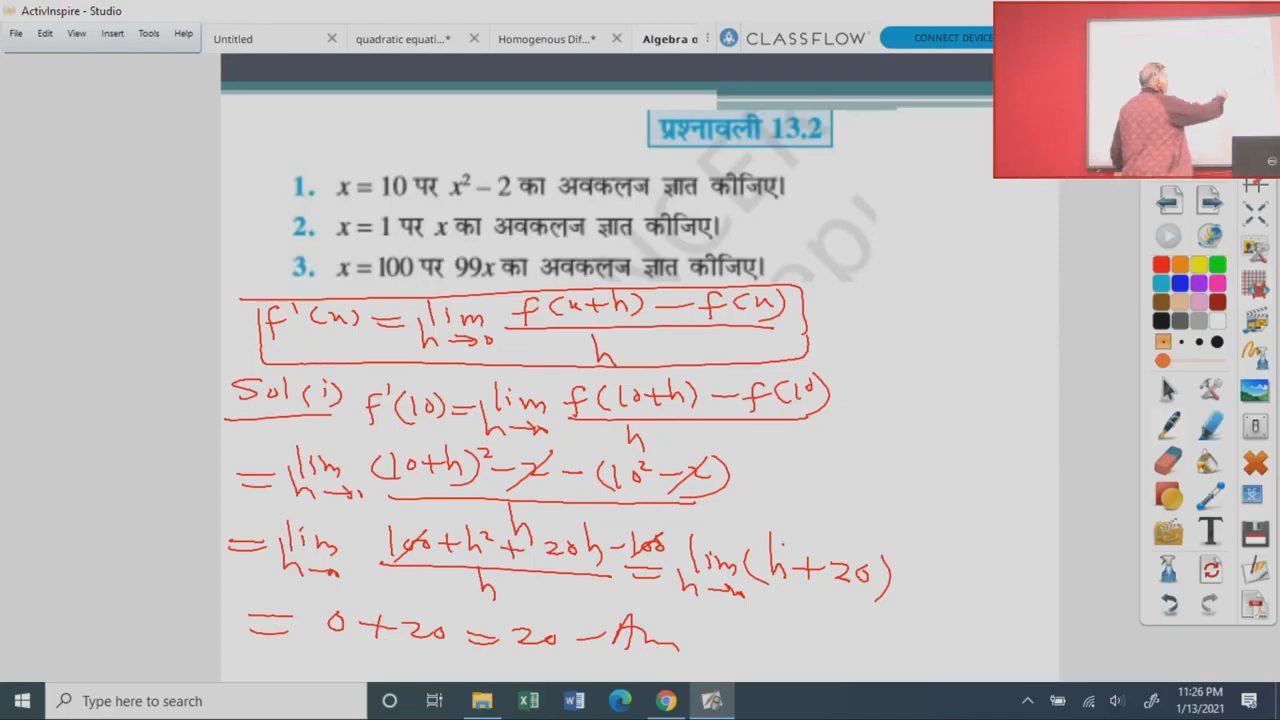 ActivInspire - Studio
File Edit View Insert Tools Help
Untitled quadratic equati...* Homogenous Dif...* Algebra o CLASSFLOW CONNECT DEVICE
प्रश्नावली 13.2
1. x = 10 पर x² – 2 का अवकलज ज्ञात कीजिए।
2. x = 1 पर x का अवकलज ज्ञात कीजिए।
3. x = 100 पर 99x का अवकलज ज्ञात कीजिए।
f'(x) = lim h→0 f(x+h) – f(x) / h
Sol (i) f'(10) = lim h→0 f(10+h) – f(10) / h
= lim h→0 (10+h)² – 2 – (10² – 2) / h
= lim h→0 100 + h² + 20h – 100 / h = lim h→0 (h + 20)
= 0 + 20 = 20 – Ans
Type here to search
11:26 PM
1/13/2021